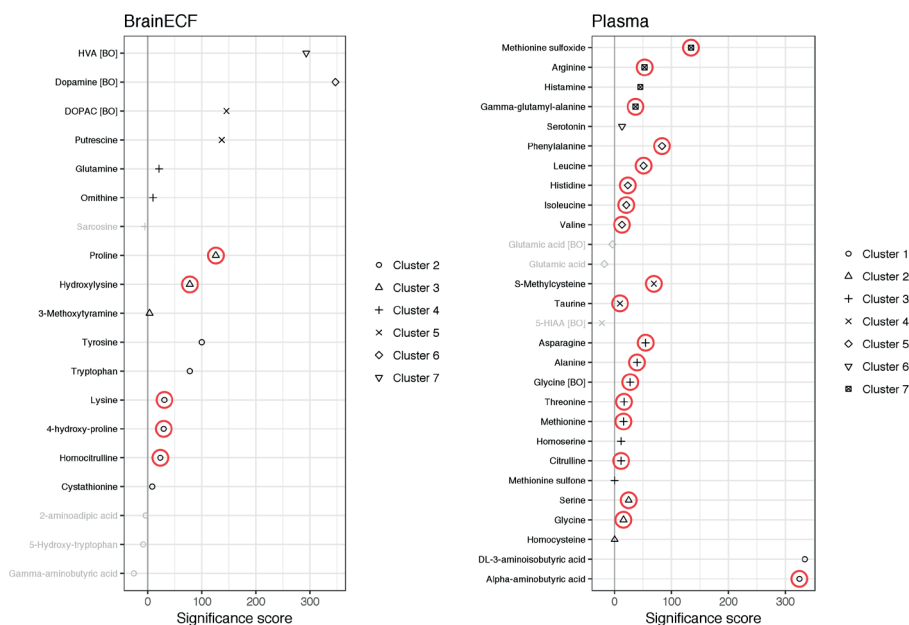 BrainECF
HVA [BO]
Dopamine [BO]
DOPAC [BO]
Putrescine
Glutamine
Ornithine
Sarcosine
Proline
Hydroxylysine
3-Methoxytyramine
Tyrosine
Tryptophan
Lysine
4-hydroxy-proline
Homocitrulline
Cystathionine
2-aminoadipic acid
5-Hydroxy-tryptophan
Gamma-aminobutyric acid
0 100 200 300
Significance score
Cluster 2
Cluster 3
Cluster 4
Cluster 5
Cluster 6
Cluster 7
Plasma
Methionine sulfoxide
Arginine
Histamine
Gamma-glutamyl-alanine
Serotonin
Phenylalanine
Leucine
Histidine
Isoleucine
Valine
Glutamic acid [BO]
Glutamic acid
S-Methylcysteine
Taurine
5-HIAA [BO]
Asparagine
Alanine
Glycine [BO]
Threonine
Methionine
Homoserine
Citrulline
Methionine sulfone
Serine
Glycine
Homocysteine
DL-3-aminoisobutyric acid
Alpha-aminobutyric acid
0 100 200 300
Significance score
Cluster 1
Cluster 2
Cluster 3
Cluster 4
Cluster 5
Cluster 6
Cluster 7